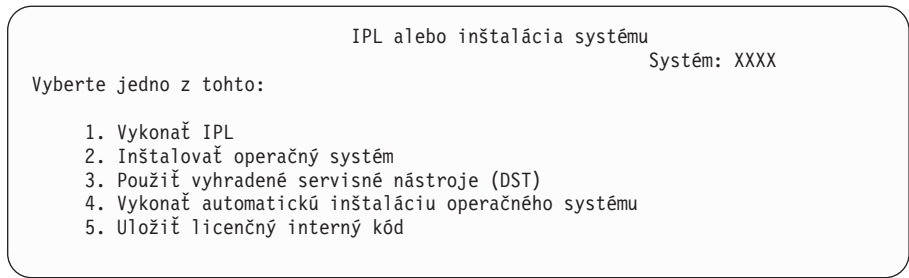 IPL alebo inštalácia systému
Systém: XXXX
Vyberte jedno z tohto:
1. Vykonať IPL
2. Inštalovať operačný systém
3. Použiť vyhradené servisné nástroje (DST)
4. Vykonať automatickú inštaláciu operačného systému
5. Uložiť licenčný interný kód